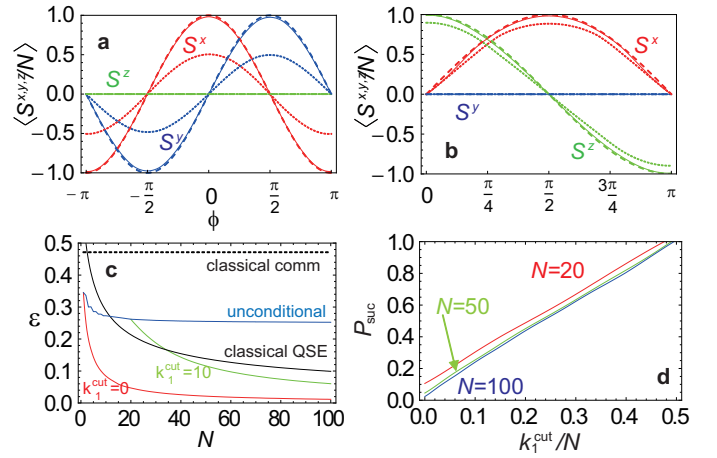 a
⟨S^{x,y,z}/N⟩
1.0
0.5
0.0
−0.5
−1.0
S^x
S^z
S^y
−π
−π/2
0
π/2
π
ϕ
b
⟨S^{x,y,z}/N⟩
1.0
0.5
0.0
−0.5
−1.0
S^x
S^y
S^z
0
π/4
π/2
3π/4
π
c
ε
0.5
0.4
0.3
0.2
0.1
0.0
classical comm
unconditional
classical QSE
k_1^{cut}=0
k_1^{cut}=10
0
20
40
60
80
100
N
d
P_{suc}
1.0
0.8
0.6
0.4
0.2
0.0
N=20
N=50
N=100
0.0
0.1
0.2
0.3
0.4
0.5
k_1^{cut}/N